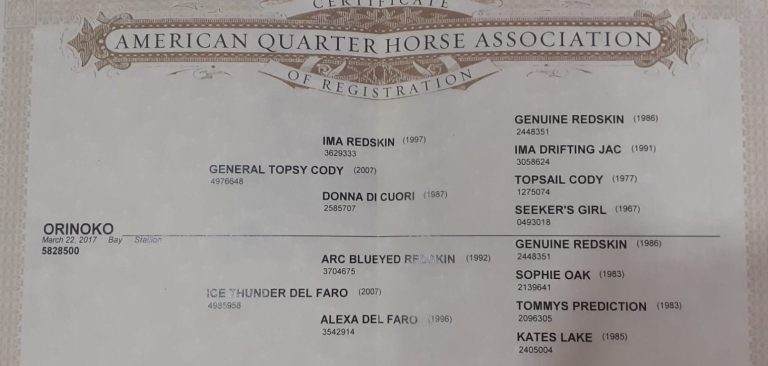 CERTIFICATE
AMERICAN QUARTER HORSE ASSOCIATION
OF REGISTRATION
GENUINE REDSKIN (1986)
2448351
IMA REDSKIN (1997)
3629333
IMA DRIFTING JAC (1991)
3058624
GENERAL TOPSY CODY (2007)
4976648
TOPSAIL CODY (1977)
1275074
DONNA DI CUORI (1987)
2585707
SEEKER'S GIRL (1967)
0493018
ORINOKO
March 22, 2017 Bay Stallion
5828500
GENUINE REDSKIN (1986)
2448351
ARC BLUEYED REDSKIN (1992)
3704675
SOPHIE OAK (1983)
2139641
ICE THUNDER DEL FARO (2007)
4985958
TOMMYS PREDICTION (1983)
2096305
ALEXA DEL FARO (1996)
3542914
KATES LAKE (1985)
2405004